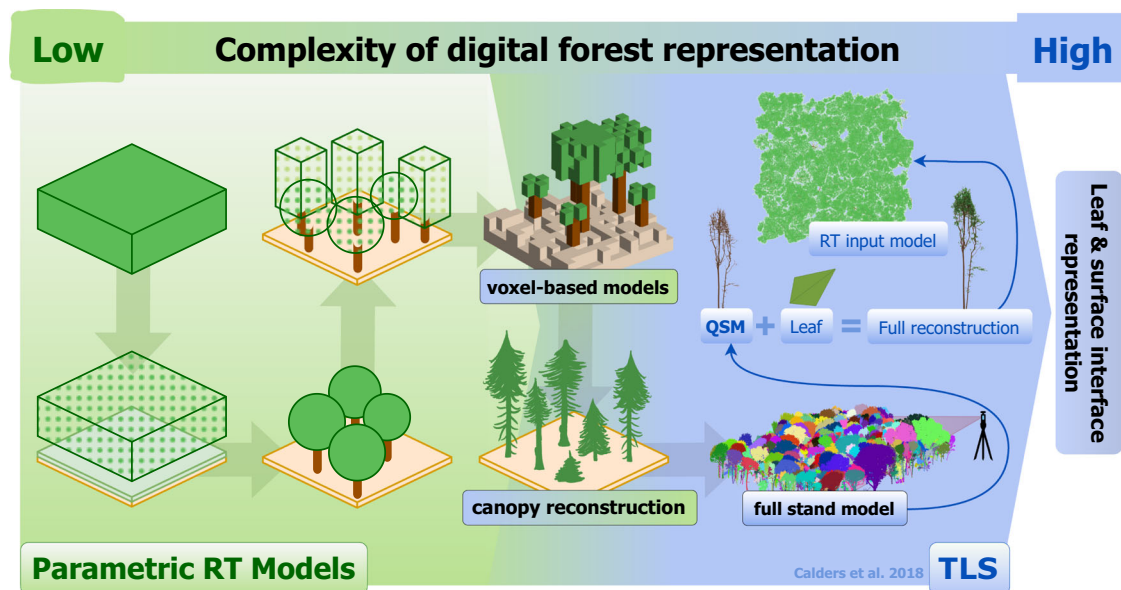 Low
Complexity of digital forest representation
High
voxel-based models
RT input model
QSM + Leaf = Full reconstruction
Leaf & surface interface
representation
canopy reconstruction
full stand model
Parametric RT Models
Calders et al. 2018
TLS